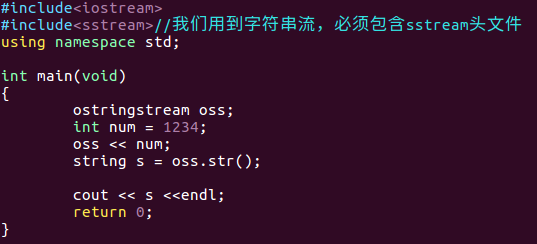 #include<iostream>
#include<sstream>//我们用到字符串流，必须包含sstream头文件
using namespace std;
int main(void)
{
ostringstream oss;
int num = 1234;
oss << num;
string s = oss.str();
cout << s <<endl;
return 0;
}